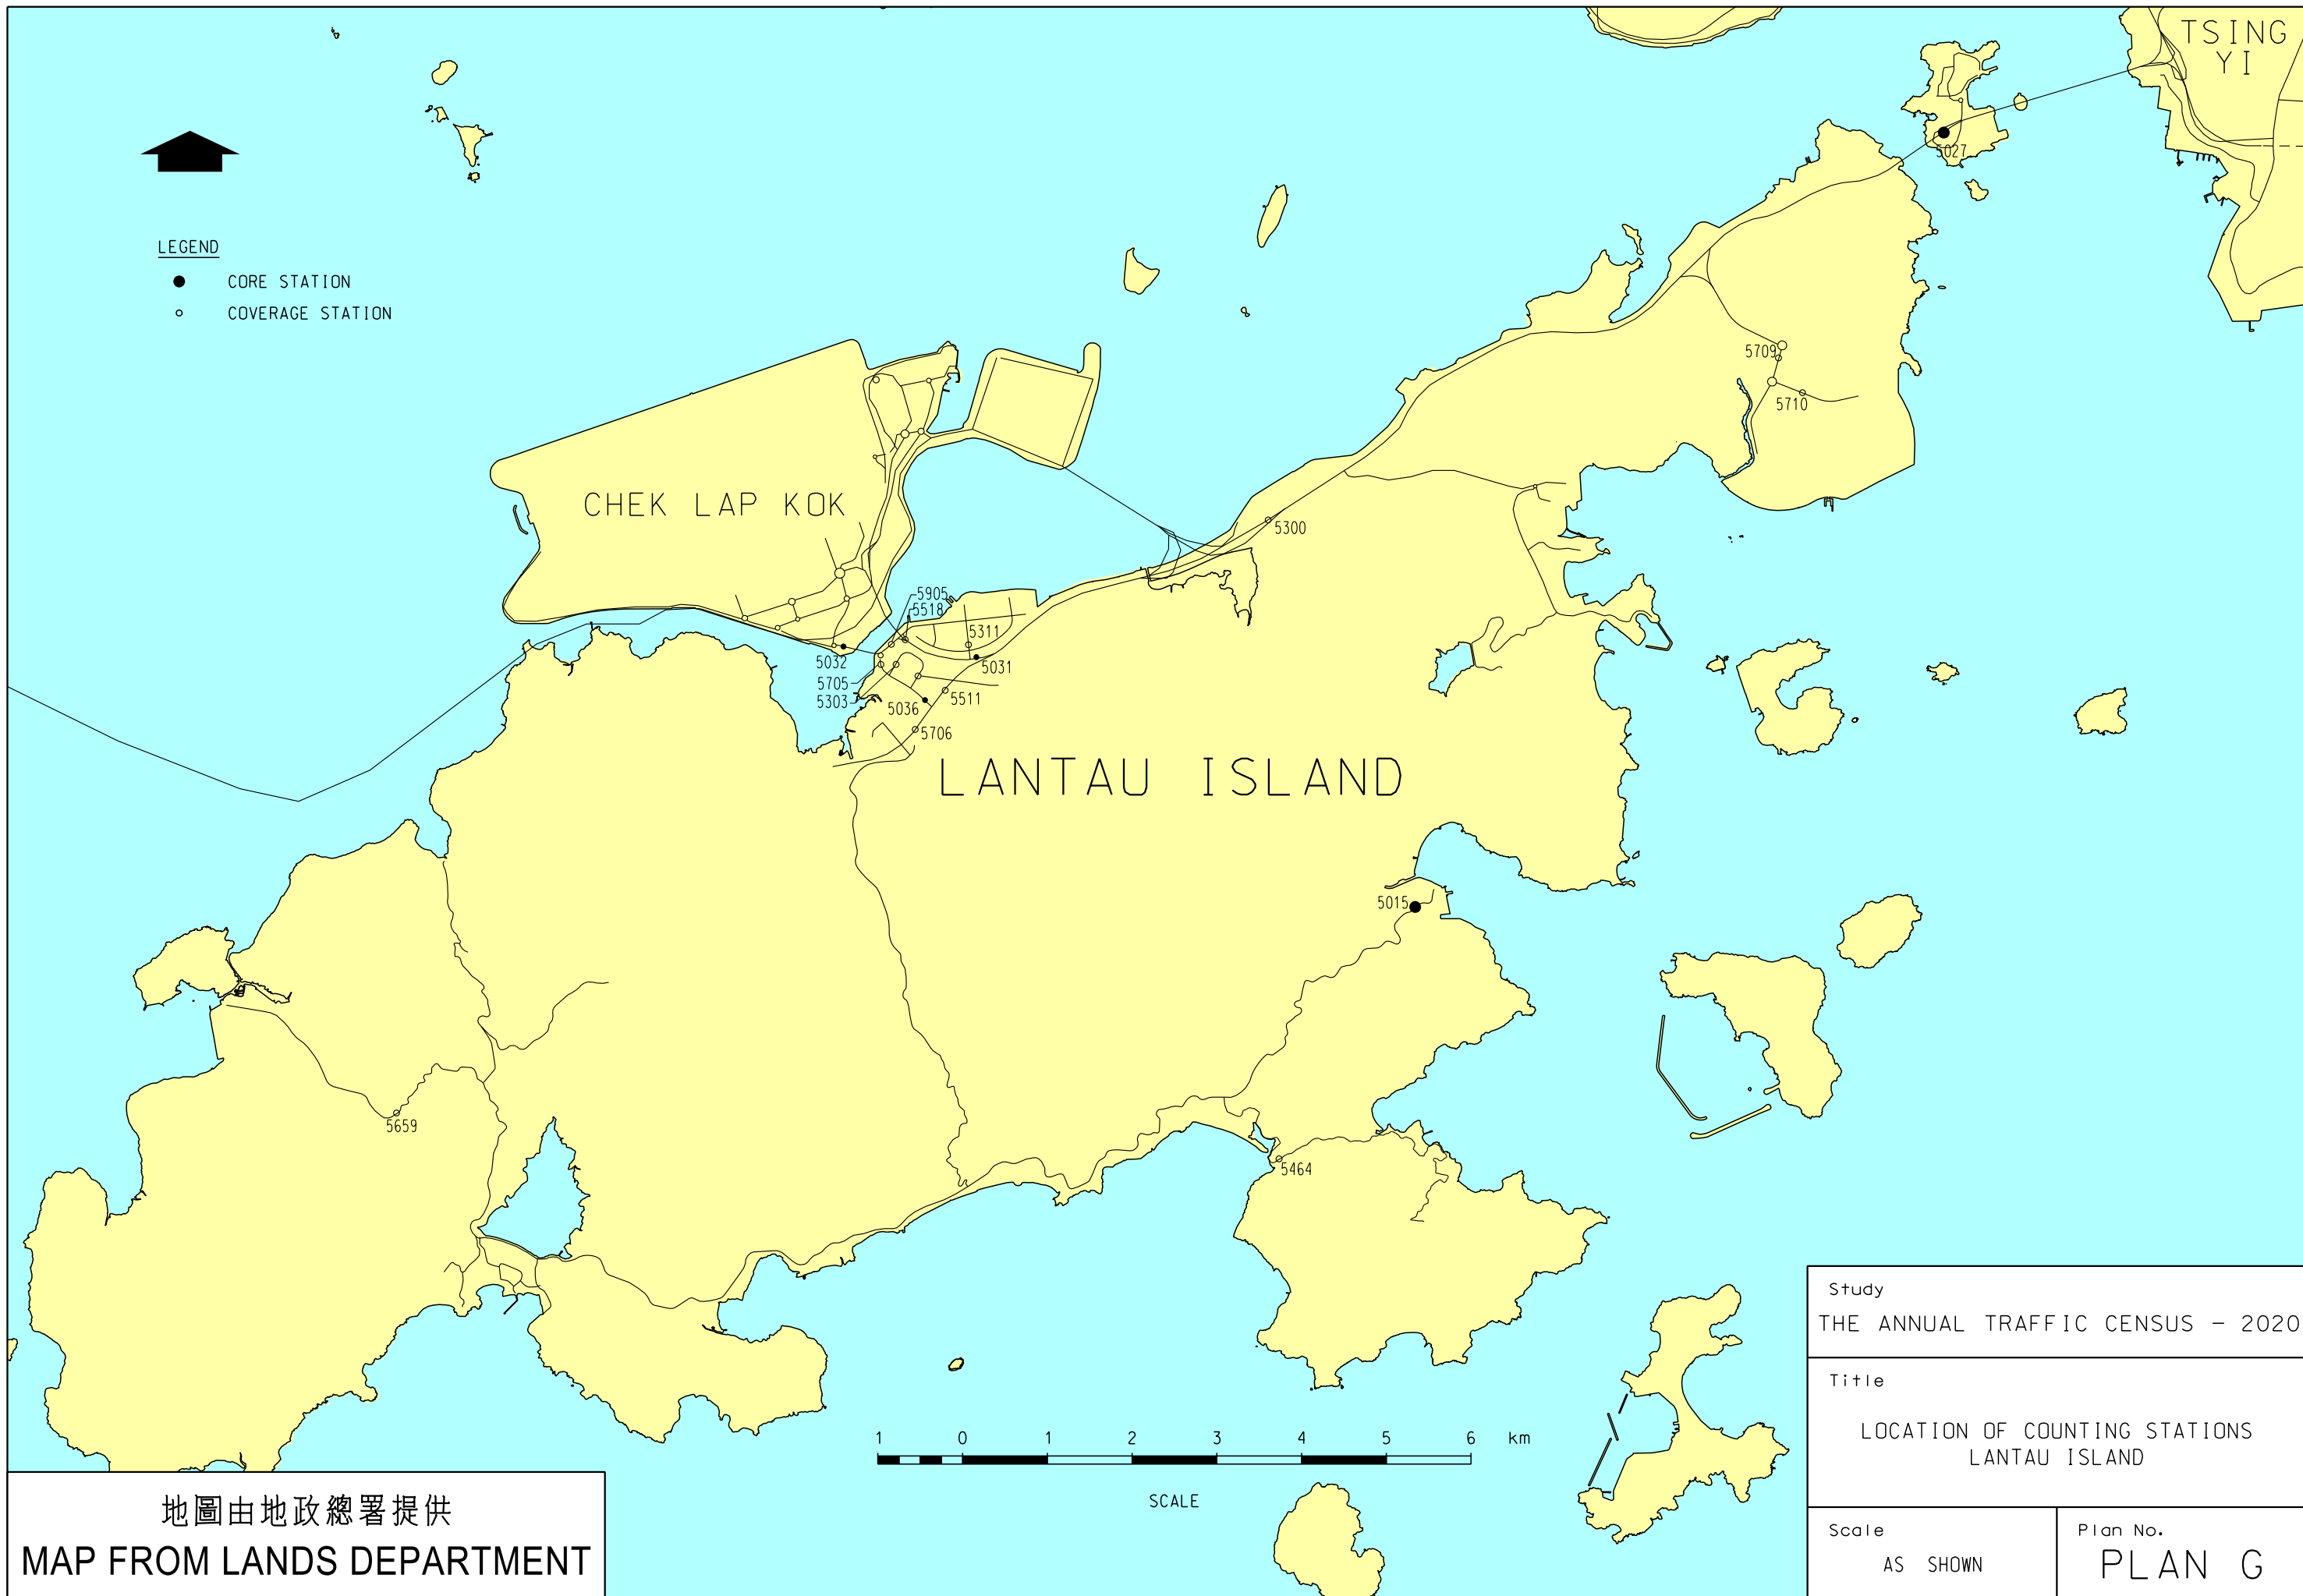 TSING
YI
5027
LEGEND
CORE STATION
COVERAGE STATION
5709
5710
CHEK LAP KOK
5300
5905
5518
5311
5032
5031
5705
5303
5036
5511
5706
LANTAU ISLAND
5015
5659
5464
1 0 1 2 3 4 5 6 km
SCALE
Study
THE ANNUAL TRAFFIC CENSUS - 2020
Title
LOCATION OF COUNTING STATIONS
LANTAU ISLAND
Scale
AS SHOWN
Plan No.
PLAN G
地圖由地政總署提供
MAP FROM LANDS DEPARTMENT